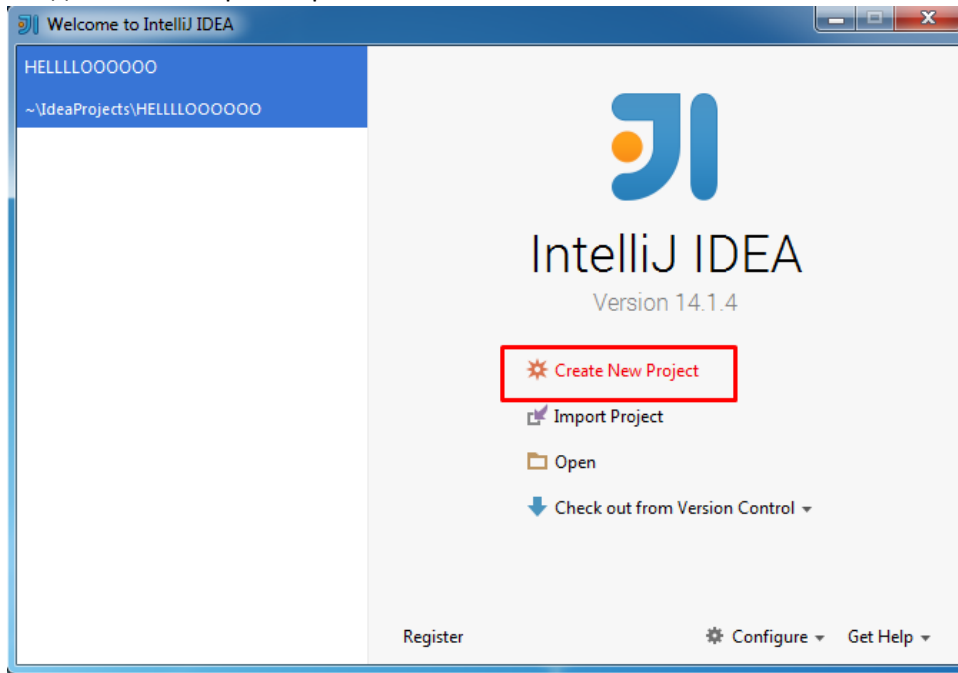 Welcome to IntelliJ IDEA
HELLLLOOOOOO
~\IdeaProjects\HELLLLOOOOOO
IntelliJ IDEA
Version 14.1.4
Create New Project
Import Project
Open
Check out from Version Control
Register
Configure
Get Help